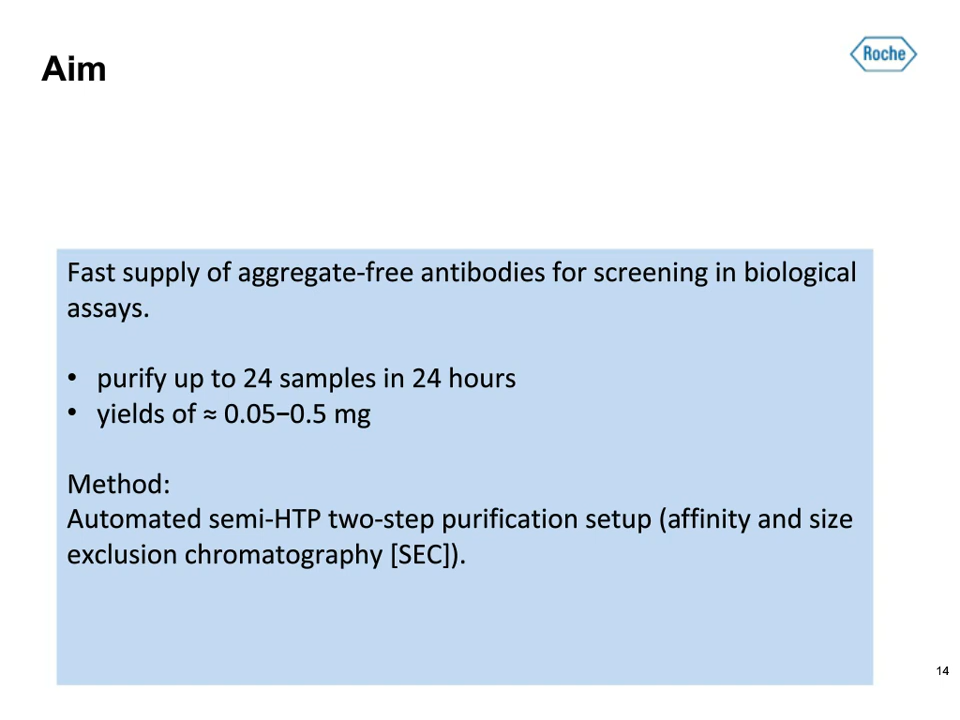 Aim
Roche
Fast supply of aggregate-free antibodies for screening in biological
assays.
• purify up to 24 samples in 24 hours
• yields of ≈ 0.05–0.5 mg
Method:
Automated semi-HTP two-step purification setup (affinity and size
exclusion chromatography [SEC]).
14